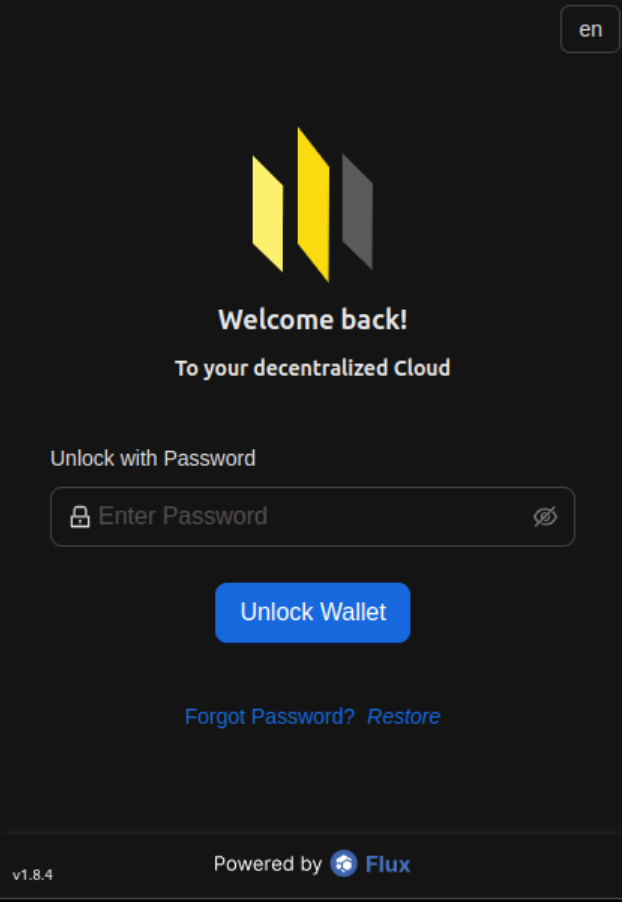 en
Welcome back!
To your decentralized Cloud
Unlock with Password
Enter Password
Unlock Wallet
Forgot Password? Restore
Powered by Flux
v1.8.4